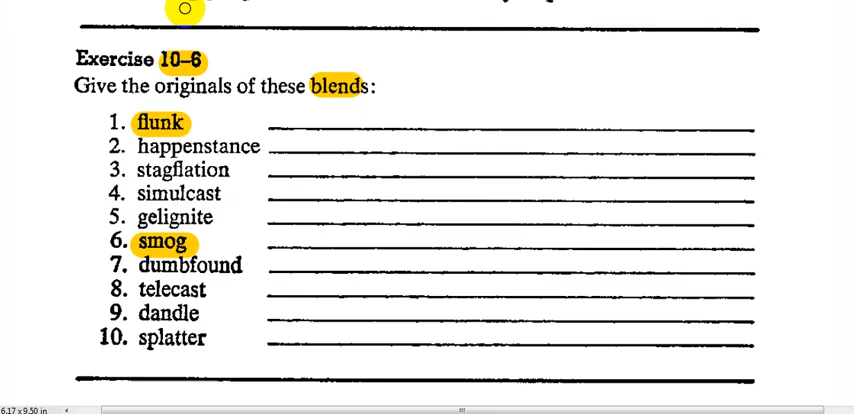 Exercise 10–6
Give the originals of these blends:
1. flunk
2. happenstance
3. stagflation
4. simulcast
5. gelignite
6. smog
7. dumbfound
8. telecast
9. dandle
10. splatter
6.17 x 9.50 in